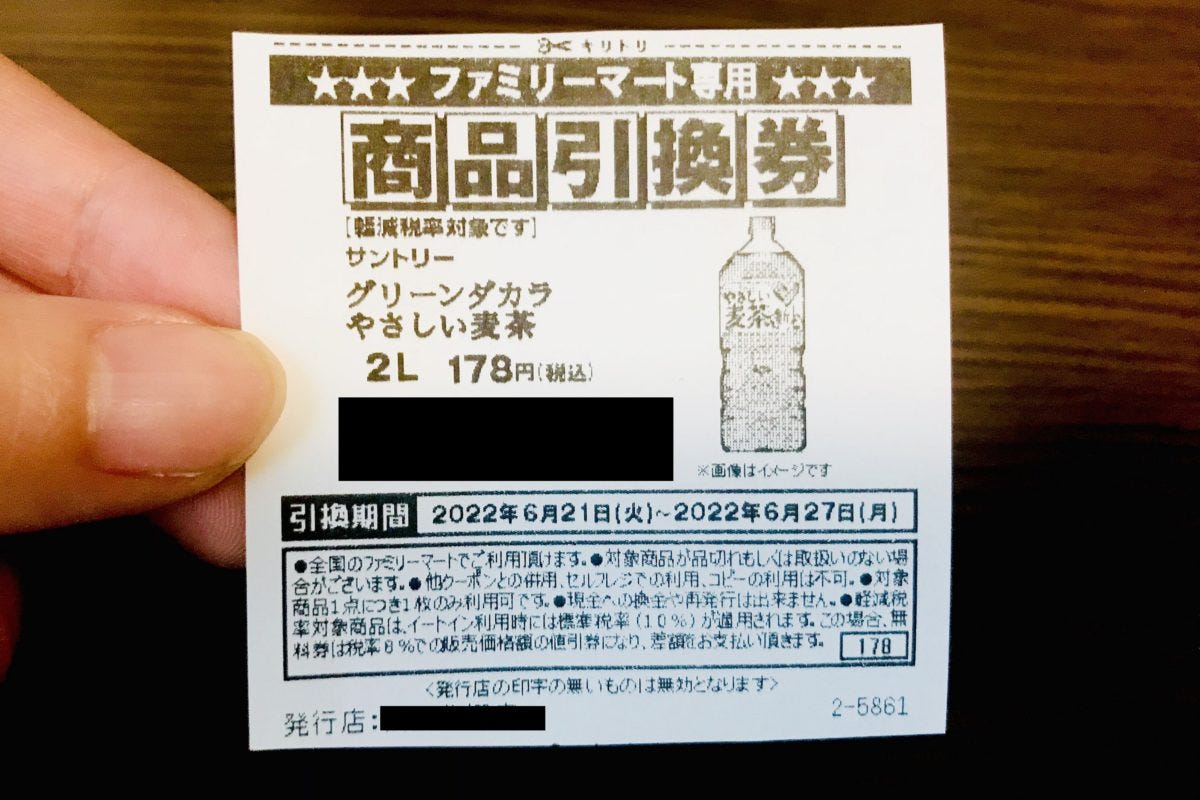 キリトリ
★★★ ファミリーマート専用 ★★★
商品引換券
[軽減税率対象です]
サントリー
グリーンダカラ
やさしい麦茶
2L 178円(税込)
やさしい
麦茶
※画像はイメージです
引換期間 2022年6月21日(火)~2022年6月27日(月)
●全国のファミリーマートでご利用頂けます。●対象商品が品切れもしくは取扱いのない場
合がございます。●他クーポンとの併用、セルフレジでの利用、コピーの利用は不可。●対象
商品1点につき1枚のみ利用可です。●現金への換金や再発行は出来ません。●軽減税
率対象商品は、イートイン利用時には標準税率(10%)が適用されます。この場合、無
料券は税率8%での販売価格額の値引券になり、差額をお支払い頂きます。
178
<発行店の印字の無いものは無効となります>
発行店:
2-5861